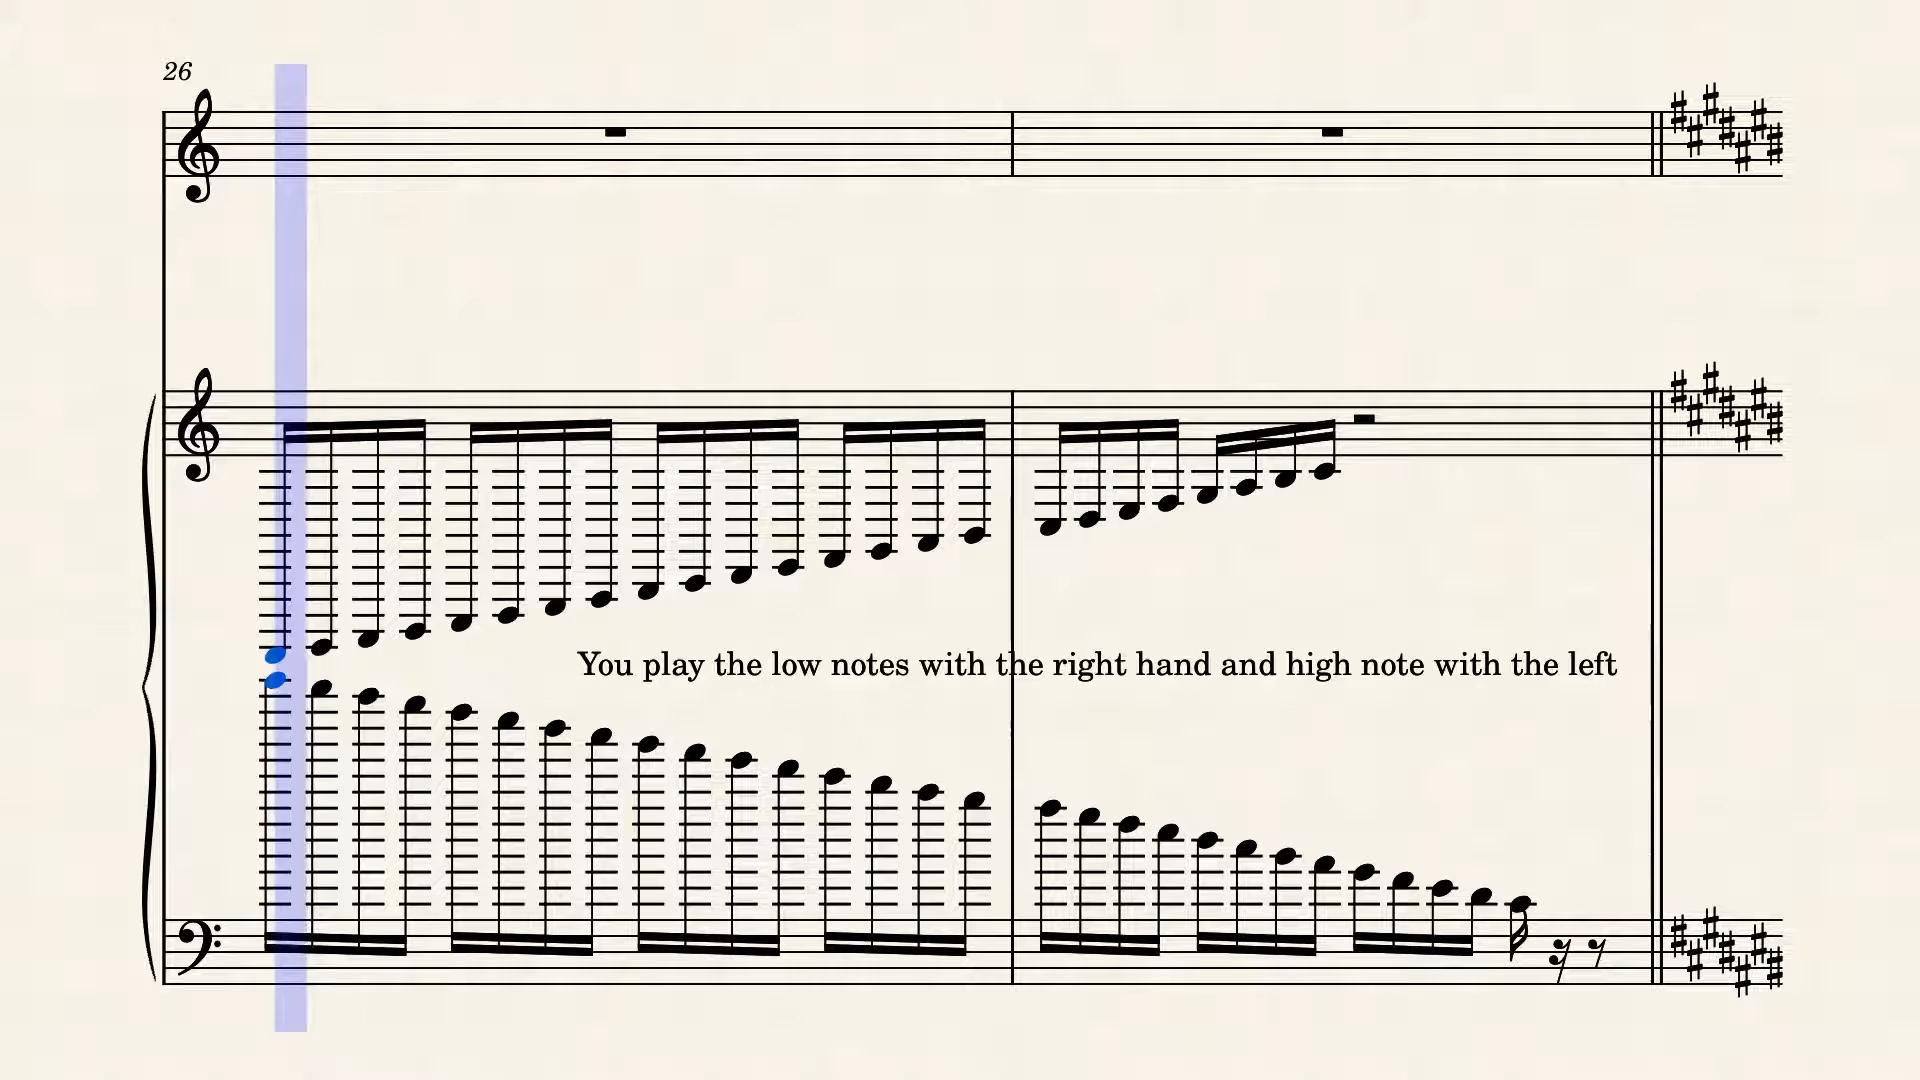 26
You play the low notes with the right hand and high note with the left